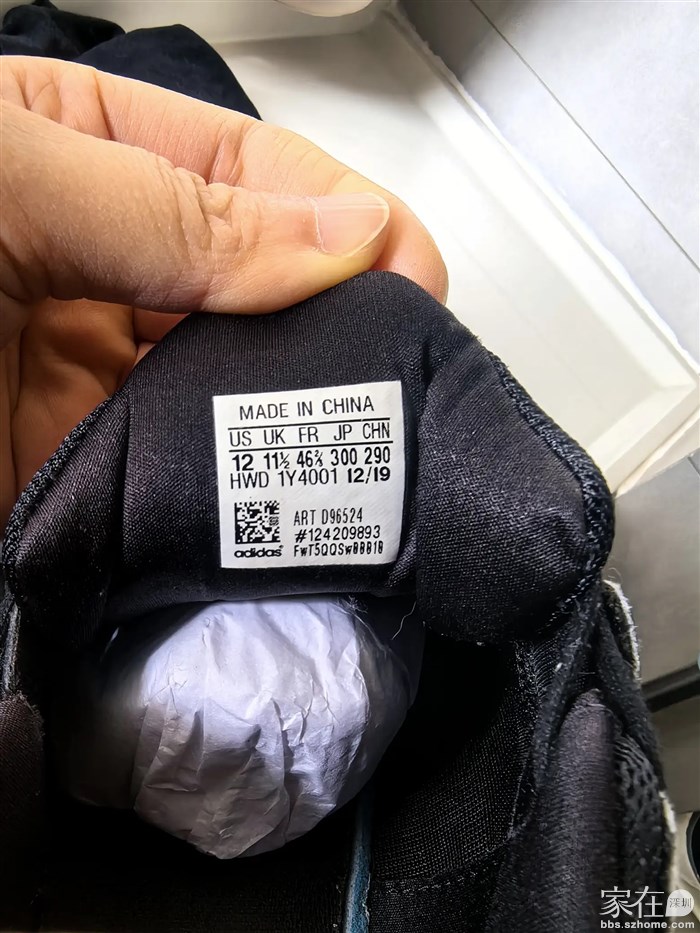 MADE IN CHINA
US UK FR JP CHN
12 11½ 46⅔ 300 290
HWD 1Y4001 12/19
ART D96524
#124209893
adidas FwT5QQSw00010
家在 深圳
bbs.szhome.com